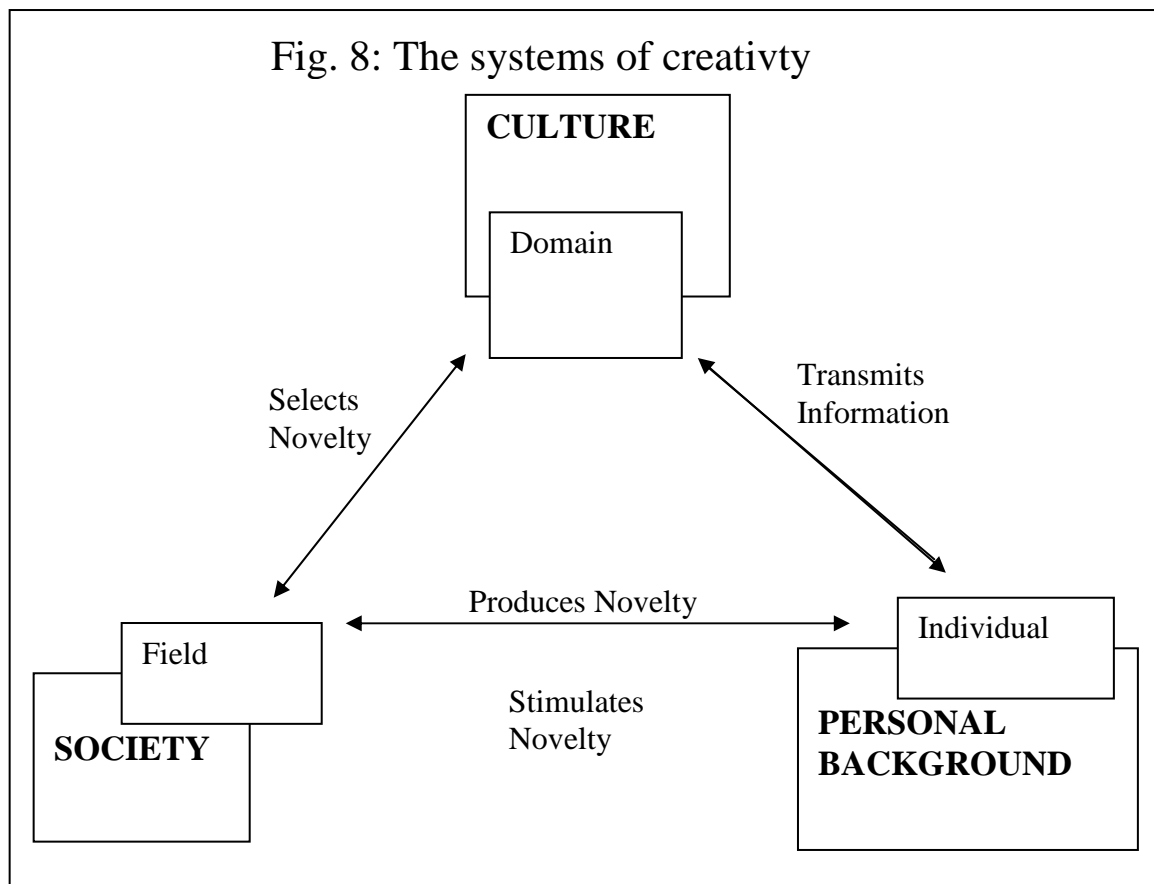 Fig. 8: The systems of creativty
CULTURE
Domain
Selects
Novelty
Transmits
Information
Produces Novelty
Field
Individual
SOCIETY
Stimulates
Novelty
PERSONAL
BACKGROUND